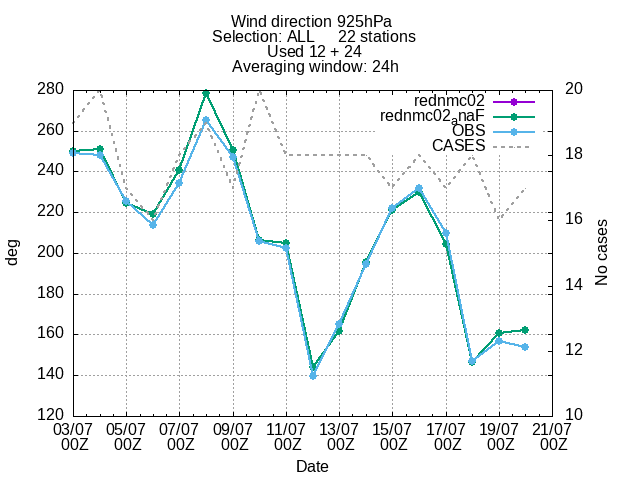 Wind direction 925hPa
Selection: ALL 22 stations
Used 12 + 24
Averaging window: 24h
rednmc02
rednmc02anaF
OBS
CASES
280
260
240
220
200
180
160
140
120
deg
20
18
16
14
12
10
No cases
03/07 05/07 07/07 09/07 11/07 13/07 15/07 17/07 19/07 21/07
00Z 00Z 00Z 00Z 00Z 00Z 00Z 00Z 00Z 00Z
Date